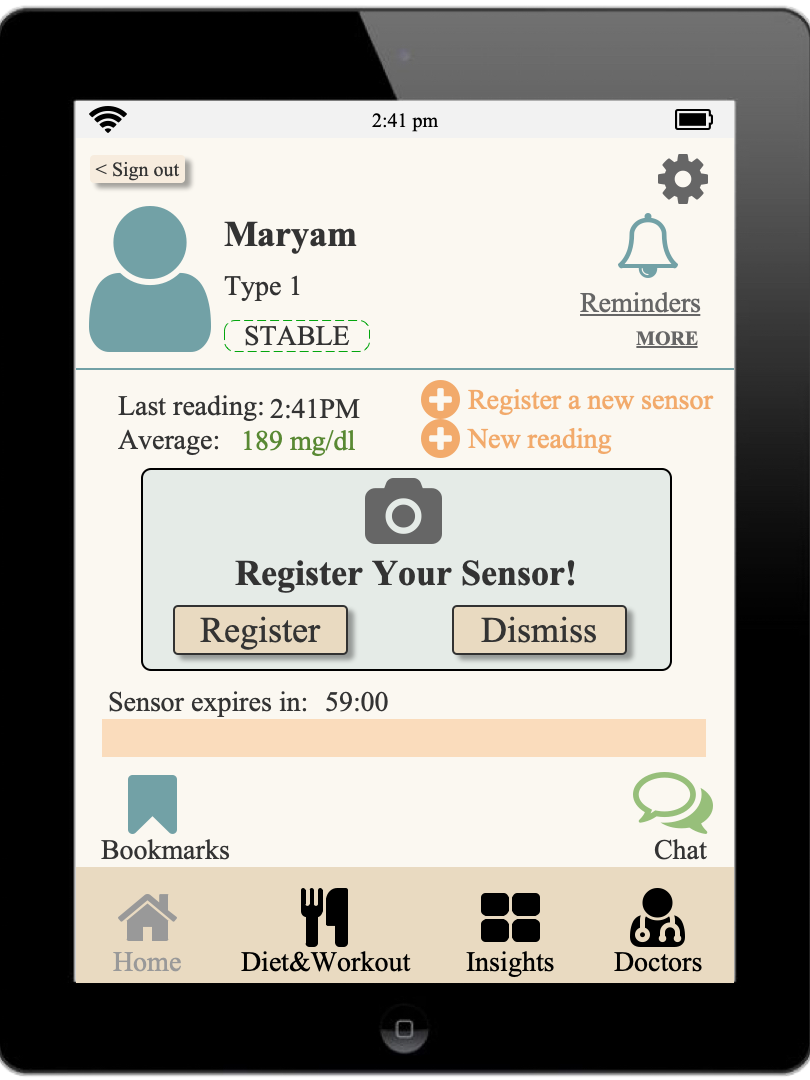 2:41 pm
< Sign out
Maryam
Type 1
STABLE
Reminders
MORE
Last reading: 2:41PM
Average: 189 mg/dl
Register a new sensor
New reading
Register Your Sensor!
Register Dismiss
Sensor expires in: 59:00
Bookmarks Chat
Home Diet&Workout Insights Doctors